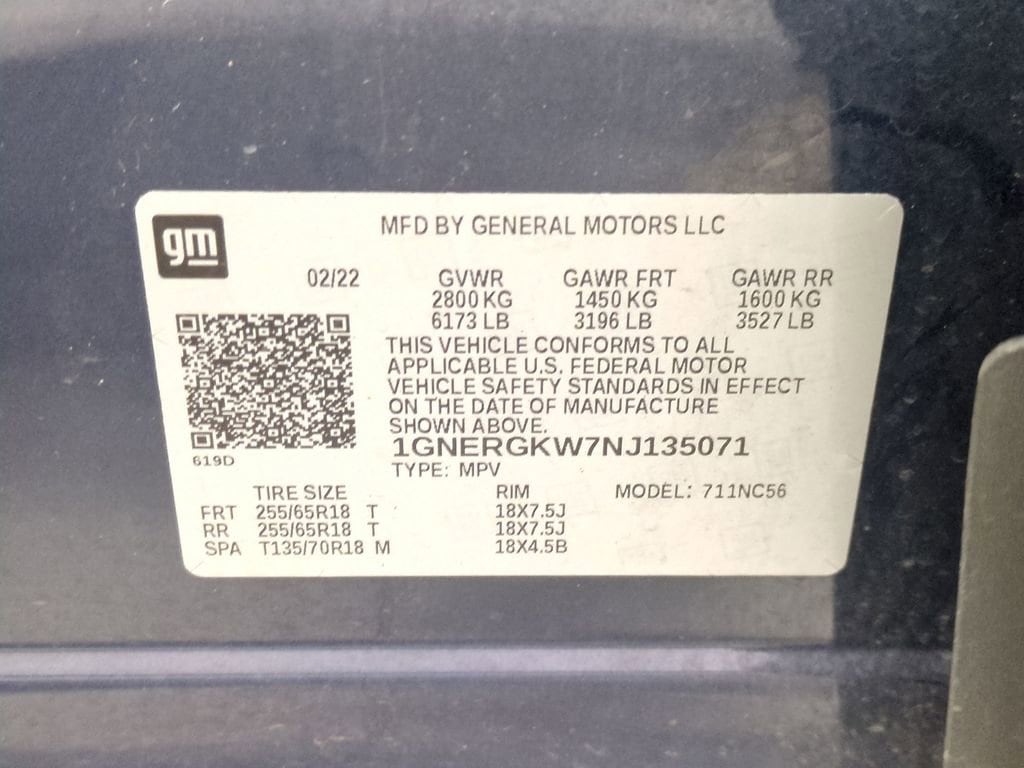 gm
MFD BY GENERAL MOTORS LLC
02/22 GVWR GAWR FRT GAWR RR
2800 KG 1450 KG 1600 KG
6173 LB 3196 LB 3527 LB
THIS VEHICLE CONFORMS TO ALL
APPLICABLE U.S. FEDERAL MOTOR
VEHICLE SAFETY STANDARDS IN EFFECT
ON THE DATE OF MANUFACTURE
SHOWN ABOVE.
1GNERGKW7NJ135071
619D
TYPE: MPV
TIRE SIZE RIM MODEL: 711NC56
FRT 255/65R18 T 18X7.5J
RR 255/65R18 T 18X7.5J
SPA T135/70R18 M 18X4.5B